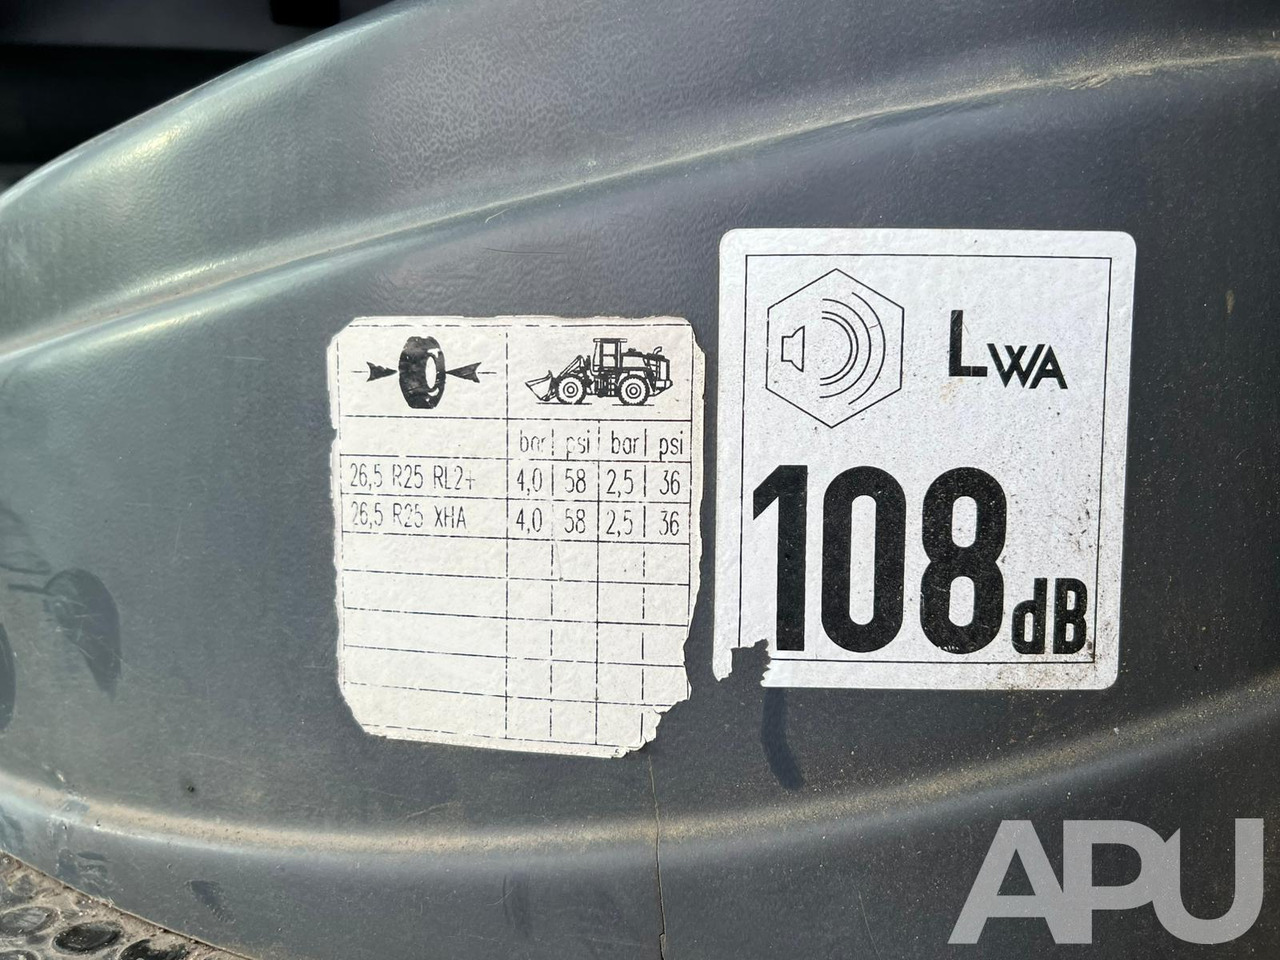 bar psi bar psi
26,5 R25 RL2+ 4,0 58 2,5 36
26,5 R25 XHA 4,0 58 2,5 36
LWA
108dB
APU